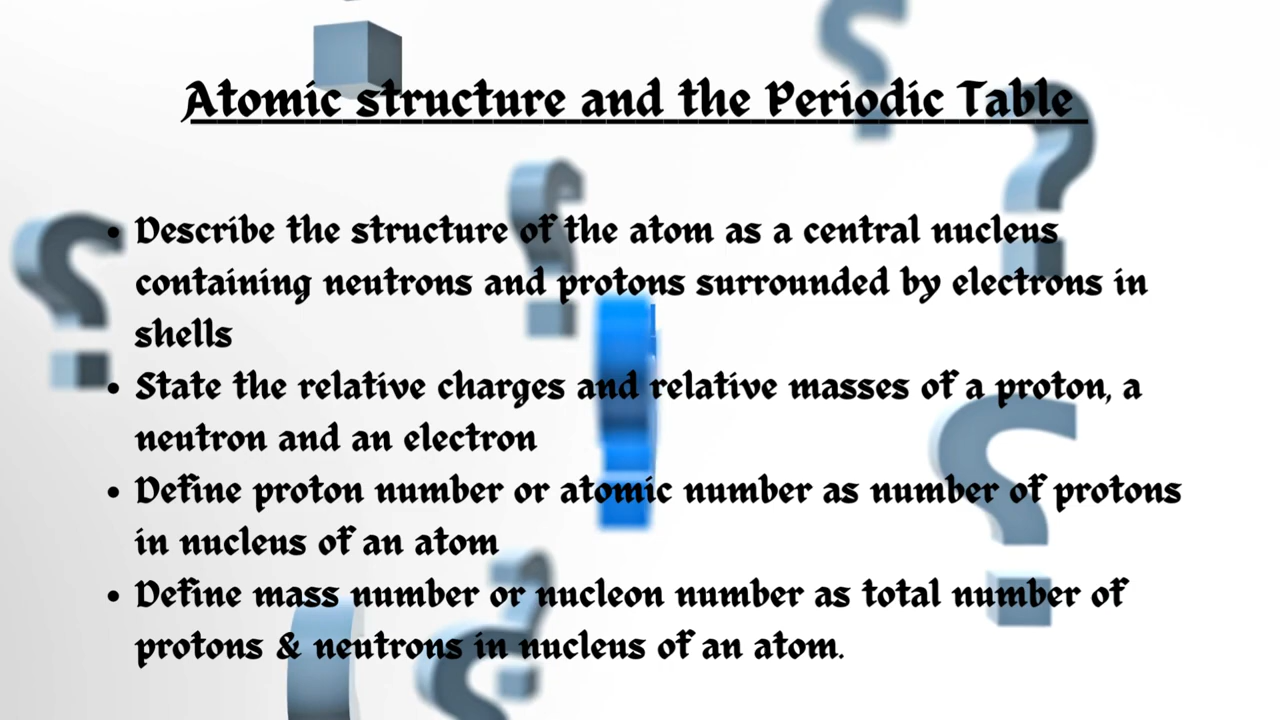 Atomic structure and the Periodic Table
• Describe the structure of the atom as a central nucleus
containing neutrons and protons surrounded by electrons in
shells
• State the relative charges and relative masses of a proton, a
neutron and an electron
• Define proton number or atomic number as number of protons
in nucleus of an atom
• Define mass number or nucleon number as total number of
protons & neutrons in nucleus of an atom.